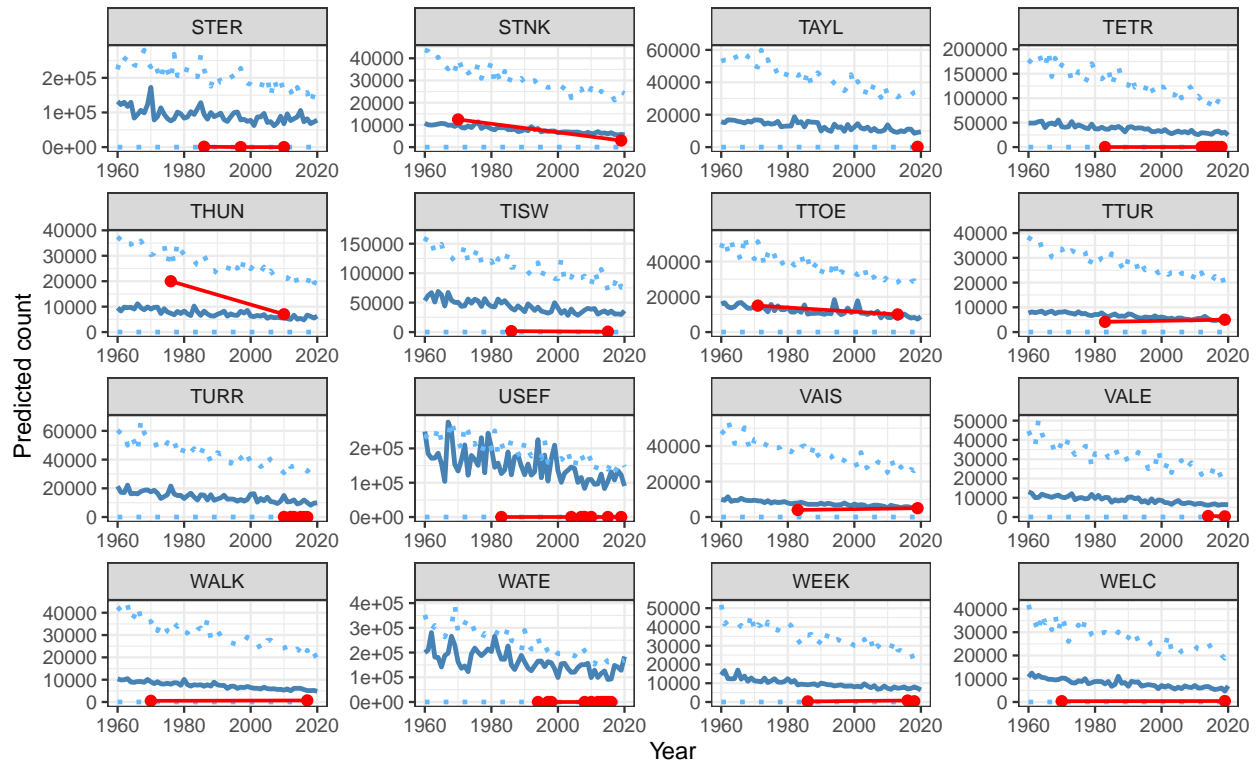 STER STNK TAYL TETR
2e+05 1e+05 0e+00
40000 30000 20000 10000 0
60000 40000 20000 0
200000 150000 100000 50000 0
1960 1980 2000 2020 1960 1980 2000 2020 1960 1980 2000 2020 1960 1980 2000 2020
THUN TISW TTOE TTUR
40000 30000 20000 10000 0
150000 100000 50000 0
40000 20000 0
40000 30000 20000 10000 0
1960 1980 2000 2020 1960 1980 2000 2020 1960 1980 2000 2020 1960 1980 2000 2020
Predicted count
TURR USEF VAIS VALE
60000 40000 20000 0
2e+05 1e+05 0e+00
40000 20000 0
50000 40000 30000 20000 10000 0
1960 1980 2000 2020 1960 1980 2000 2020 1960 1980 2000 2020 1960 1980 2000 2020
WALK WATE WEEK WELC
40000 30000 20000 10000 0
4e+05 3e+05 2e+05 1e+05 0e+00
50000 40000 30000 20000 10000 0
40000 30000 20000 10000 0
1960 1980 2000 2020 1960 1980 2000 2020 1960 1980 2000 2020 1960 1980 2000 2020
Year